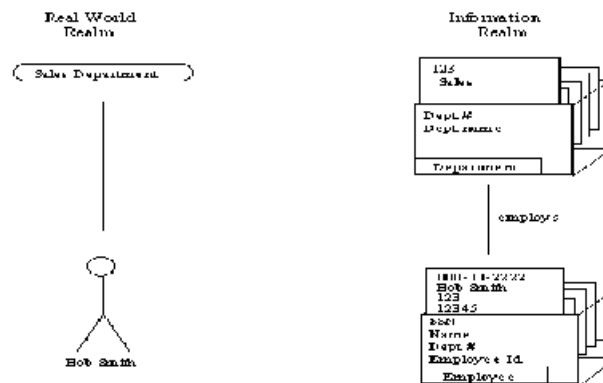 Real World
Realm
Sales Department
Bob Smith
Information
Realm
123
Sales
Dept #
Dept name
Department
employs
Bob Smith
123
12345
Name
Dept #
Employee Id
Employee